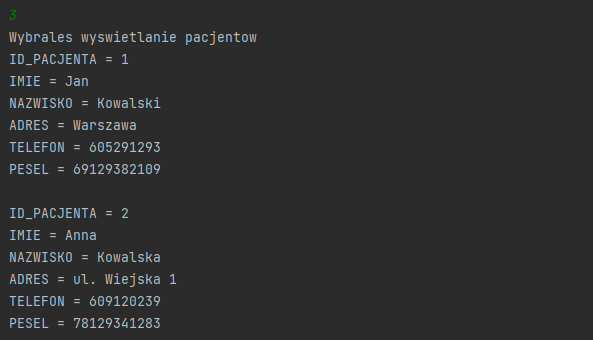 3
Wybrales wyswietlanie pacjentow
ID_PACJENTA = 1
IMIE = Jan
NAZWISKO = Kowalski
ADRES = Warszawa
TELEFON = 605291293
PESEL = 69129382109

ID_PACJENTA = 2
IMIE = Anna
NAZWISKO = Kowalska
ADRES = ul. Wiejska 1
TELEFON = 609120239
PESEL = 78129341283